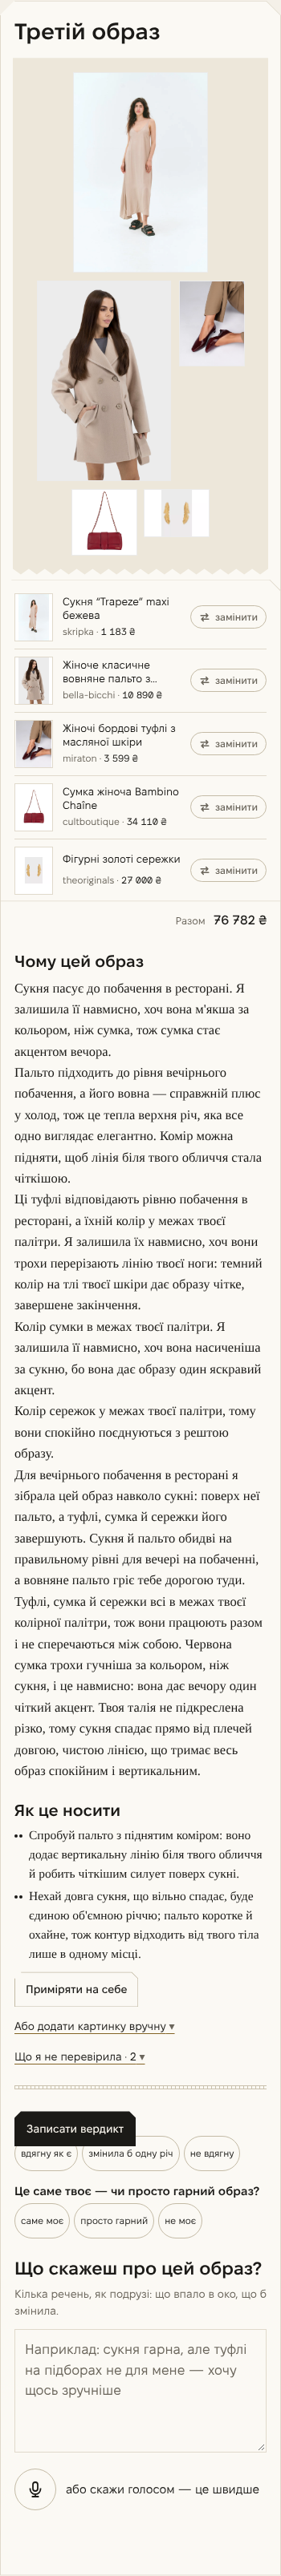 Третій образ
Сукня “Trapeze” maxi
бежева
skripka · 1 183 ₴
замінити
Жіноче класичне
вовняне пальто з...
bella-bicchi · 10 890 ₴
замінити
Жіночі бордові туфлі з
масляної шкіри
miraton · 3 599 ₴
замінити
Сумка жіноча Bambino
Chaîne
cultboutique · 34 110 ₴
замінити
Фігурні золоті сережки
theoriginals · 27 000 ₴
замінити
Разом 76 782 ₴
Чому цей образ
Сукня пасує до побачення в ресторані. Я
залишила її навмисно, хоч вона м'якша за
кольором, ніж сумка, тож сумка стає
акцентом вечора.
Пальто підходить до рівня вечірнього
побачення, а його вовна — справжній плюс
у холод, тож це тепла верхня річ, яка все
одно виглядає елегантно. Комір можна
підняти, щоб лінія біля твого обличчя стала
чіткішою.
Ці туфлі відповідають рівню побачення в
ресторані, а їхній колір у межах твоєї
палітри. Я залишила їх навмисно, хоч вони
трохи перерізають лінію твоєї ноги: темний
колір на тлі твоєї шкіри дає образу чітке,
завершене закінчення.
Колір сумки в межах твоєї палітри. Я
залишила її навмисно, хоч вона насиченіша
за сукню, бо вона дає образу один яскравий
акцент.
Колір сережок у межах твоєї палітри, тому
вони спокійно поєднуються з рештою
образу.
Для вечірнього побачення в ресторані я
зібрала цей образ навколо сукні: поверх неї
пальто, а туфлі, сумка й сережки його
завершують. Сукня й пальто обидві на
правильному рівні для вечері на побаченні,
а вовняне пальто гріє тебе дорогою туди.
Туфлі, сумка й сережки всі в межах твоєї
колірної палітри, тож вони працюють разом
і не сперечаються між собою. Червона
сумка трохи гучніша за кольором, ніж
сукня, і це навмисно: вона дає вечору один
чіткий акцент. Твоя талія не підкреслена
різко, тому сукня спадає прямо від плечей
довгою, чистою лінією, що тримає весь
образ спокійним і вертикальним.
Як це носити
Спробуй пальто з піднятим коміром: воно
додає вертикальну лінію біля твого обличчя
й робить чіткішим силует поверх сукні.
Нехай довга сукня, що вільно спадає, буде
єдиною об'ємною річчю; пальто коротке й
охайне, тож контур відходить від твого тіла
лише в одному місці.
Приміряти на себе
Або додати картинку вручну ▾
Що я не перевірила · 2 ▾
Записати вердикт
вдягну як є
змінила б одну річ
не вдягну
Це саме твоє — чи просто гарний образ?
саме моє
просто гарний
не моє
Що скажеш про цей образ?
Кілька речень, як подрузі: що впало в око, що б
змінила.
Наприклад: сукня гарна, але туфлі
на підборах не для мене — хочу
щось зручніше
або скажи голосом — це швидше